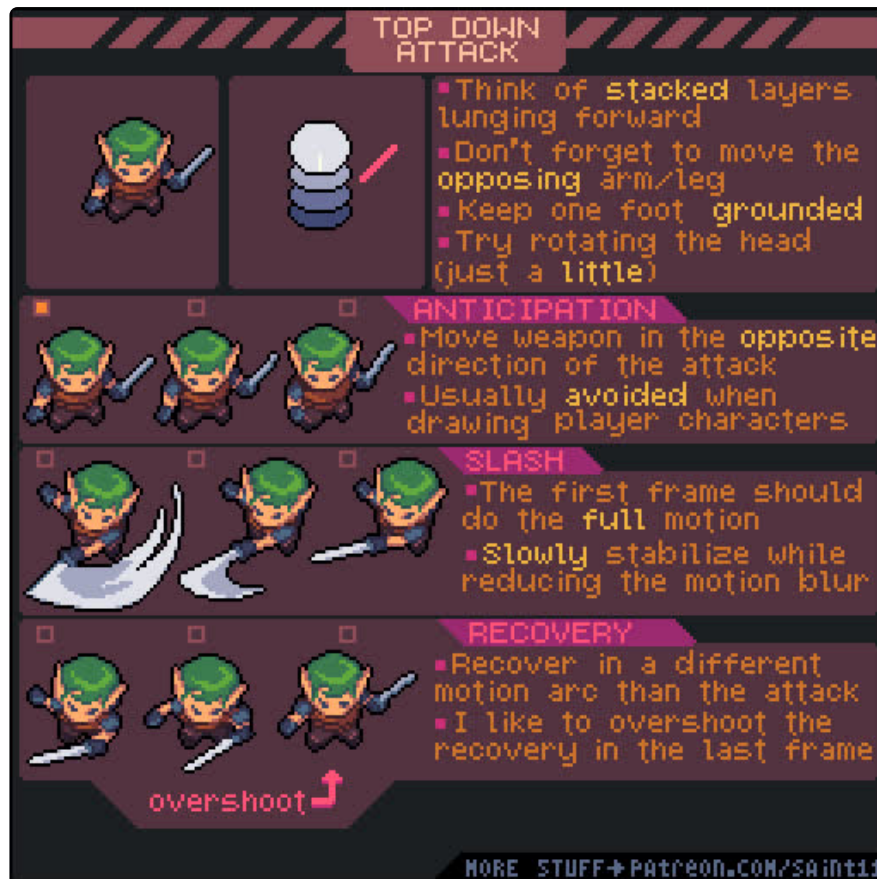 TOP DOWN
ATTACK
Think of stacked layers
lunging forward
Don't forget to move the
opposing arm/leg
Keep one foot grounded
Try rotating the head
(just a little)
ANTICIPATION
Move weapon in the opposite
direction of the attack
Usually avoided when
drawing player characters
SLASH
The first frame should
do the full motion
Slowly stabilize while
reducing the motion blur
RECOVERY
Recover in a different
motion arc than the attack
I like to overshoot the
recovery in the last frame
overshoot
MORE STUFF→PATREON.COM/SAINT11